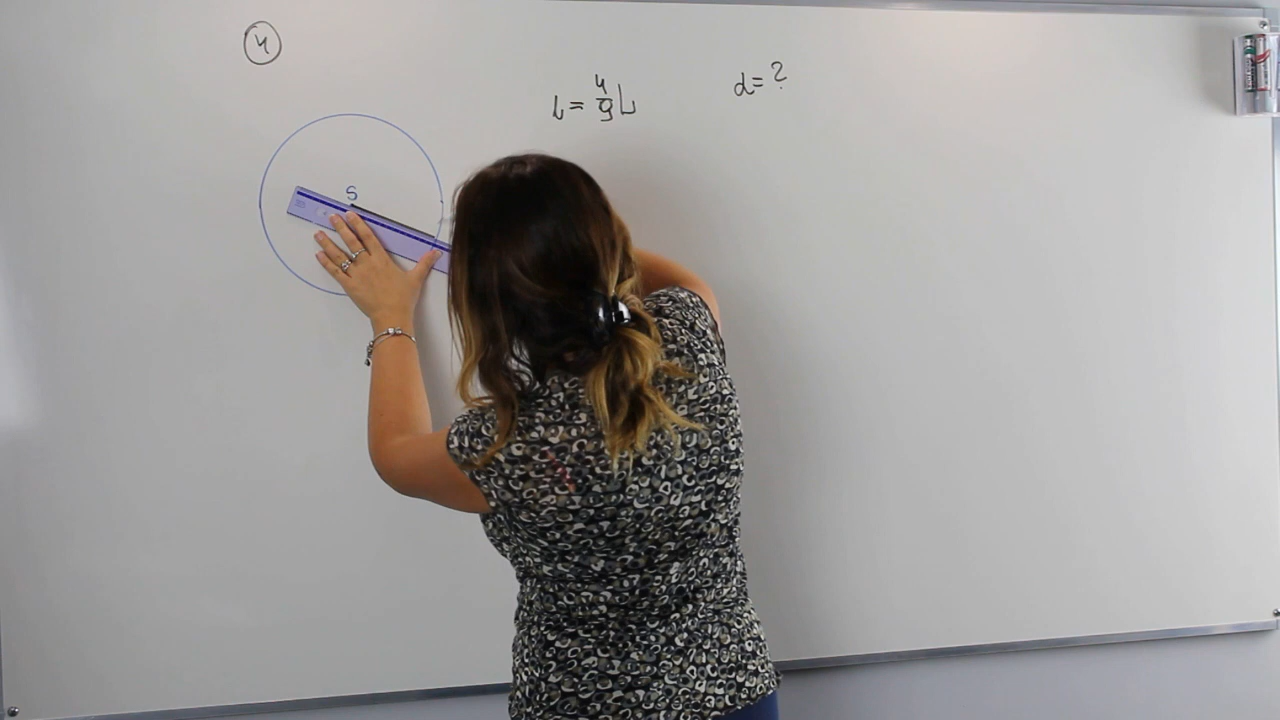 4
l = 4/9 L
d = ?
S